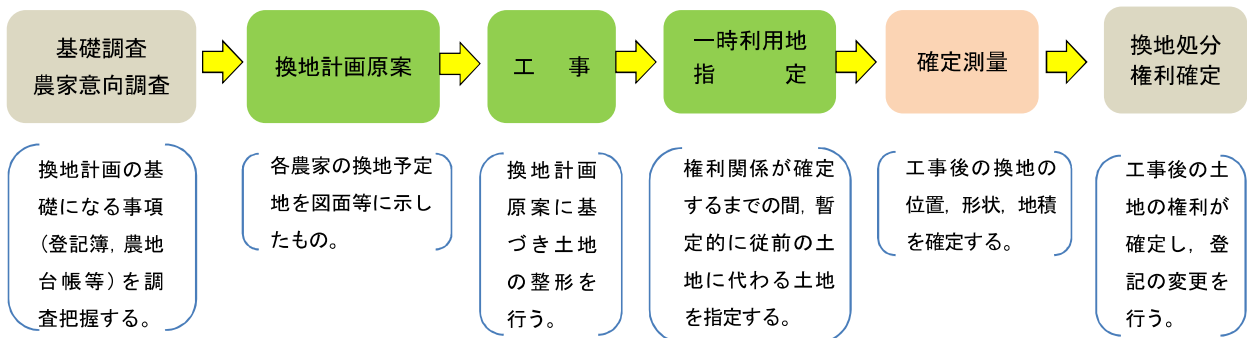 基礎調査
農家意向調査
換地計画原案
工　事
一時利用地
指　　　定
確定測量
換地処分
権利確定
換地計画の基
礎になる事項
（登記簿，農地
台帳等）を調
査把握する。
各農家の換地予定
地を図面等に示し
たもの。
換地計画
原案に基
づき土地
の整形を
行う。
権利関係が確定
するまでの間，暫
定的に従前の土
地に代わる土地
を指定する。
工事後の換地の
位置，形状，地積
を確定する。
工事後の土
地の権利が
確定し，登
記の変更を
行う。